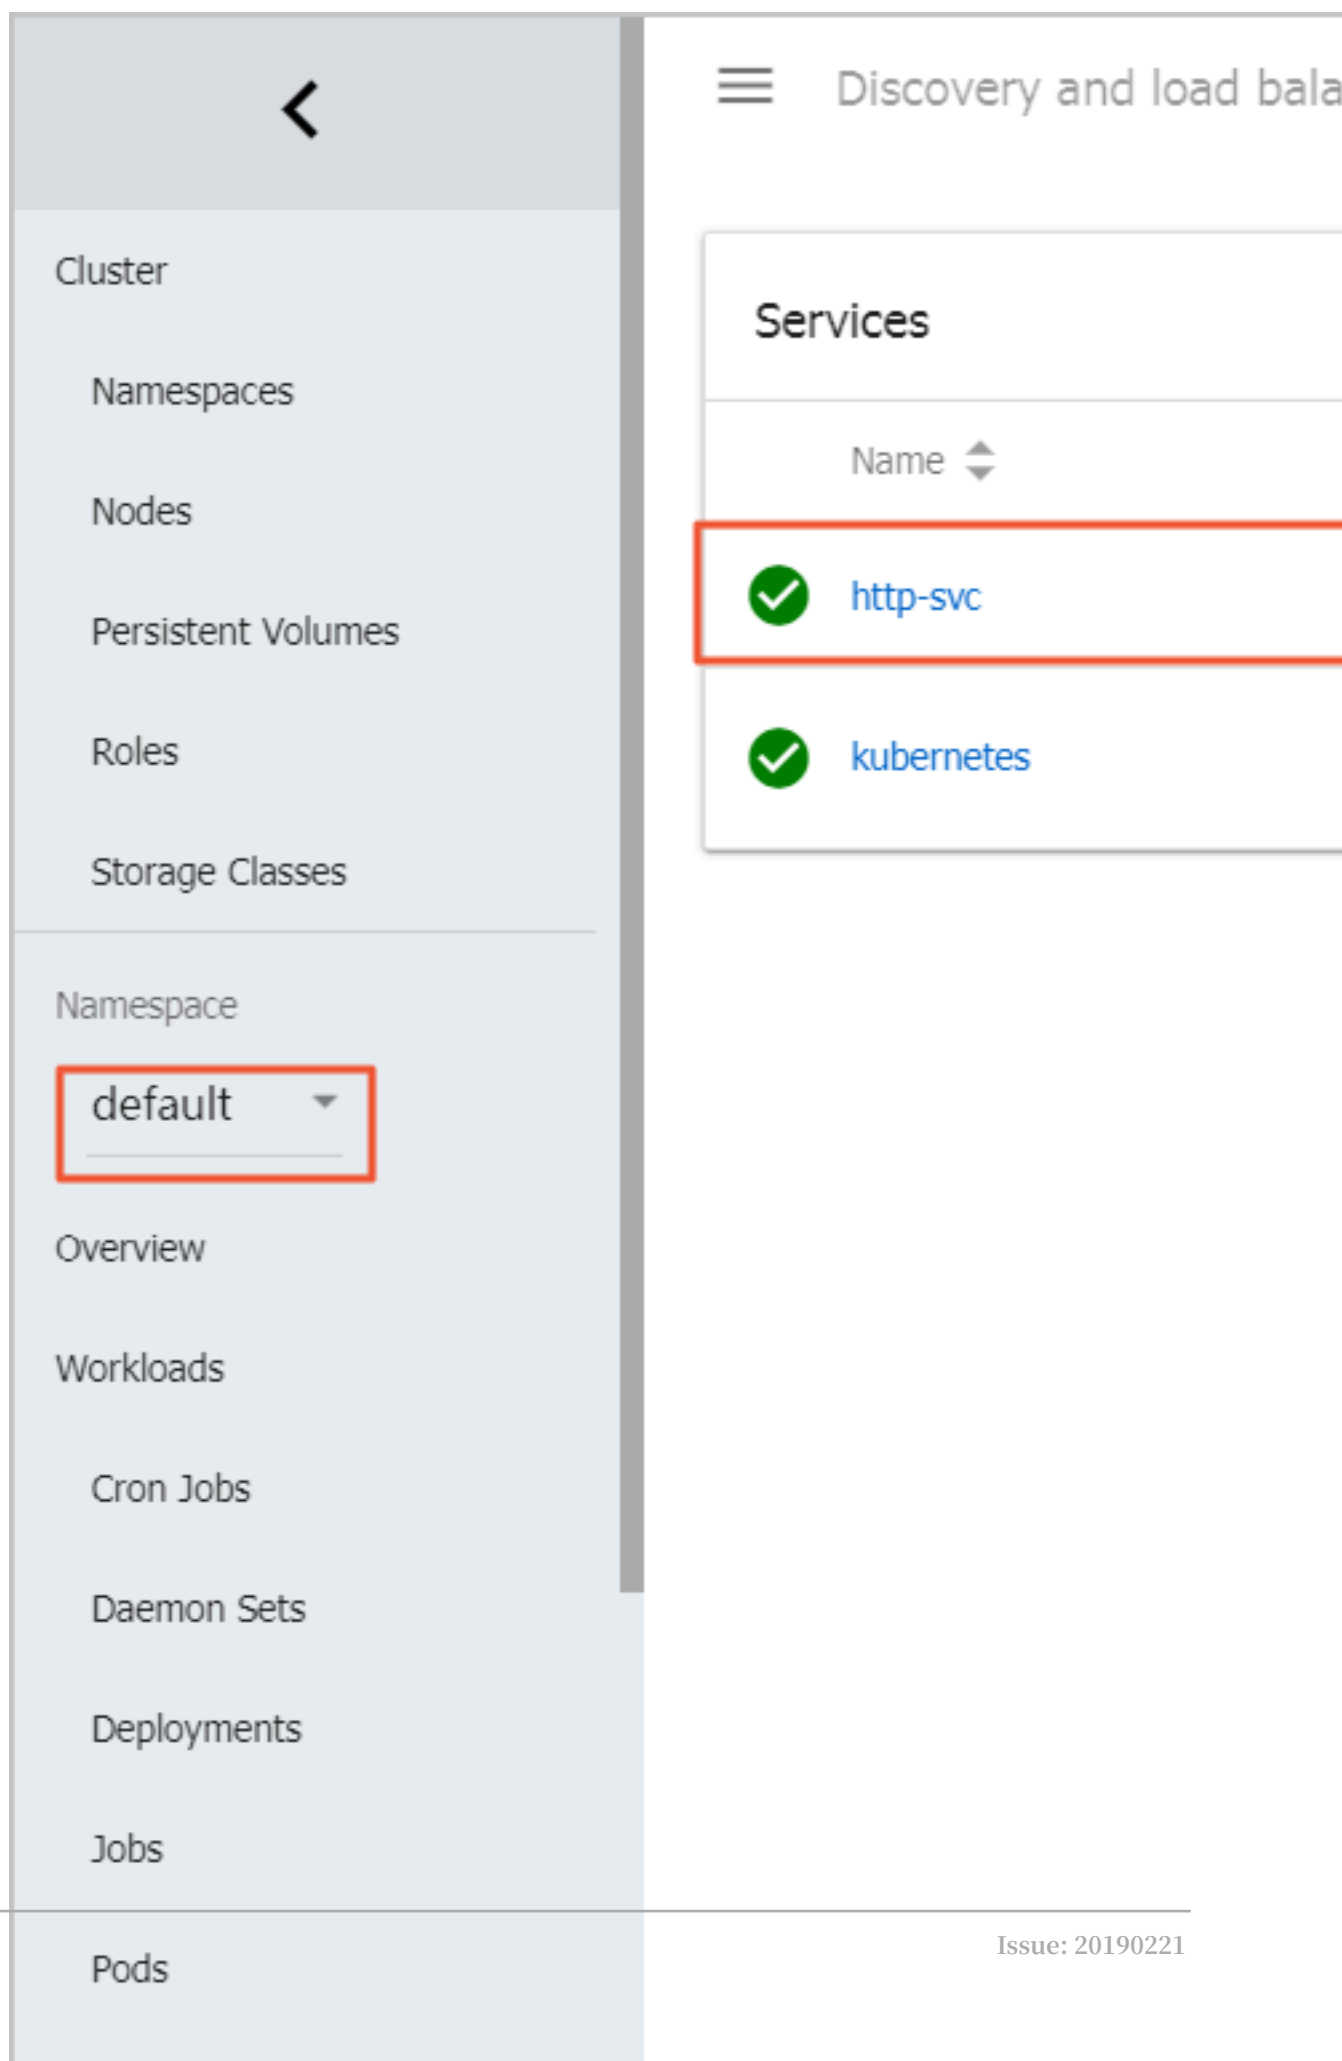 Discovery and load bala
Cluster
Namespaces
Nodes
Persistent Volumes
Roles
Storage Classes
Namespace
default
Overview
Workloads
Cron Jobs
Daemon Sets
Deployments
Jobs
Pods
Services
Name
http-svc
kubernetes
Issue: 20190221